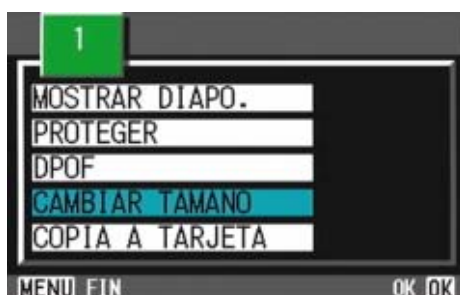 1
MOSTRAR DIAPO.
PROTEGER
DPOF
CAMBIAR TAMANO
COPIA A TARJETA
MENU FIN OK OK